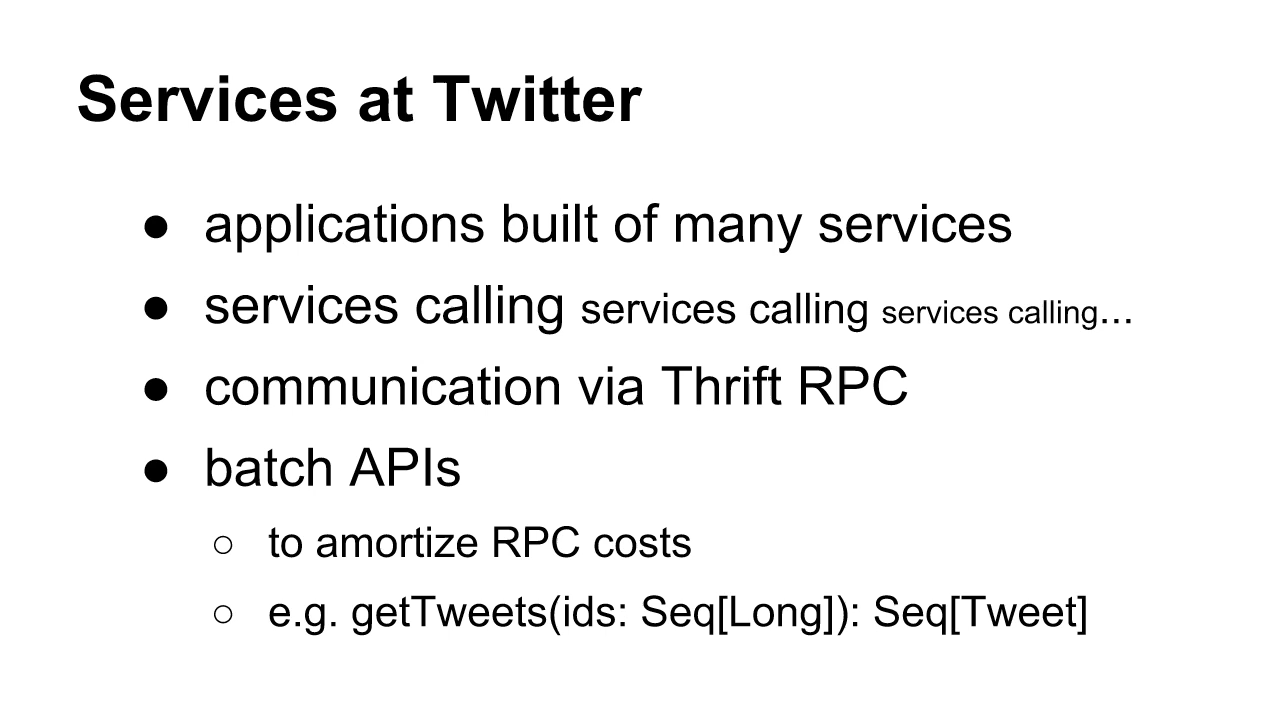 Services at Twitter
● applications built of many services
● services calling services calling services calling...
● communication via Thrift RPC
● batch APIs
○ to amortize RPC costs
○ e.g. getTweets(ids: Seq[Long]): Seq[Tweet]